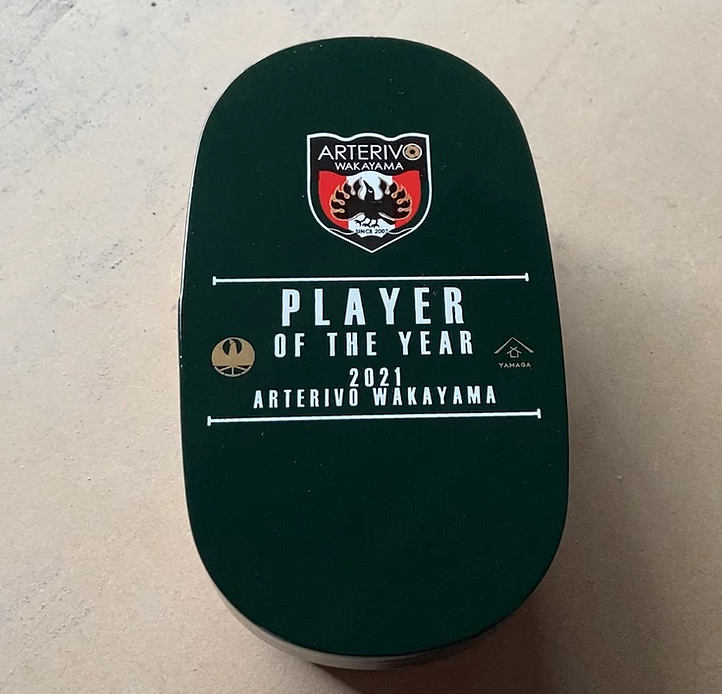 ARTERIVO
WAKAYAMA
SINCE 2007
PLAYER
OF THE YEAR
2021
ARTERIVO WAKAYAMA
YAMAGA